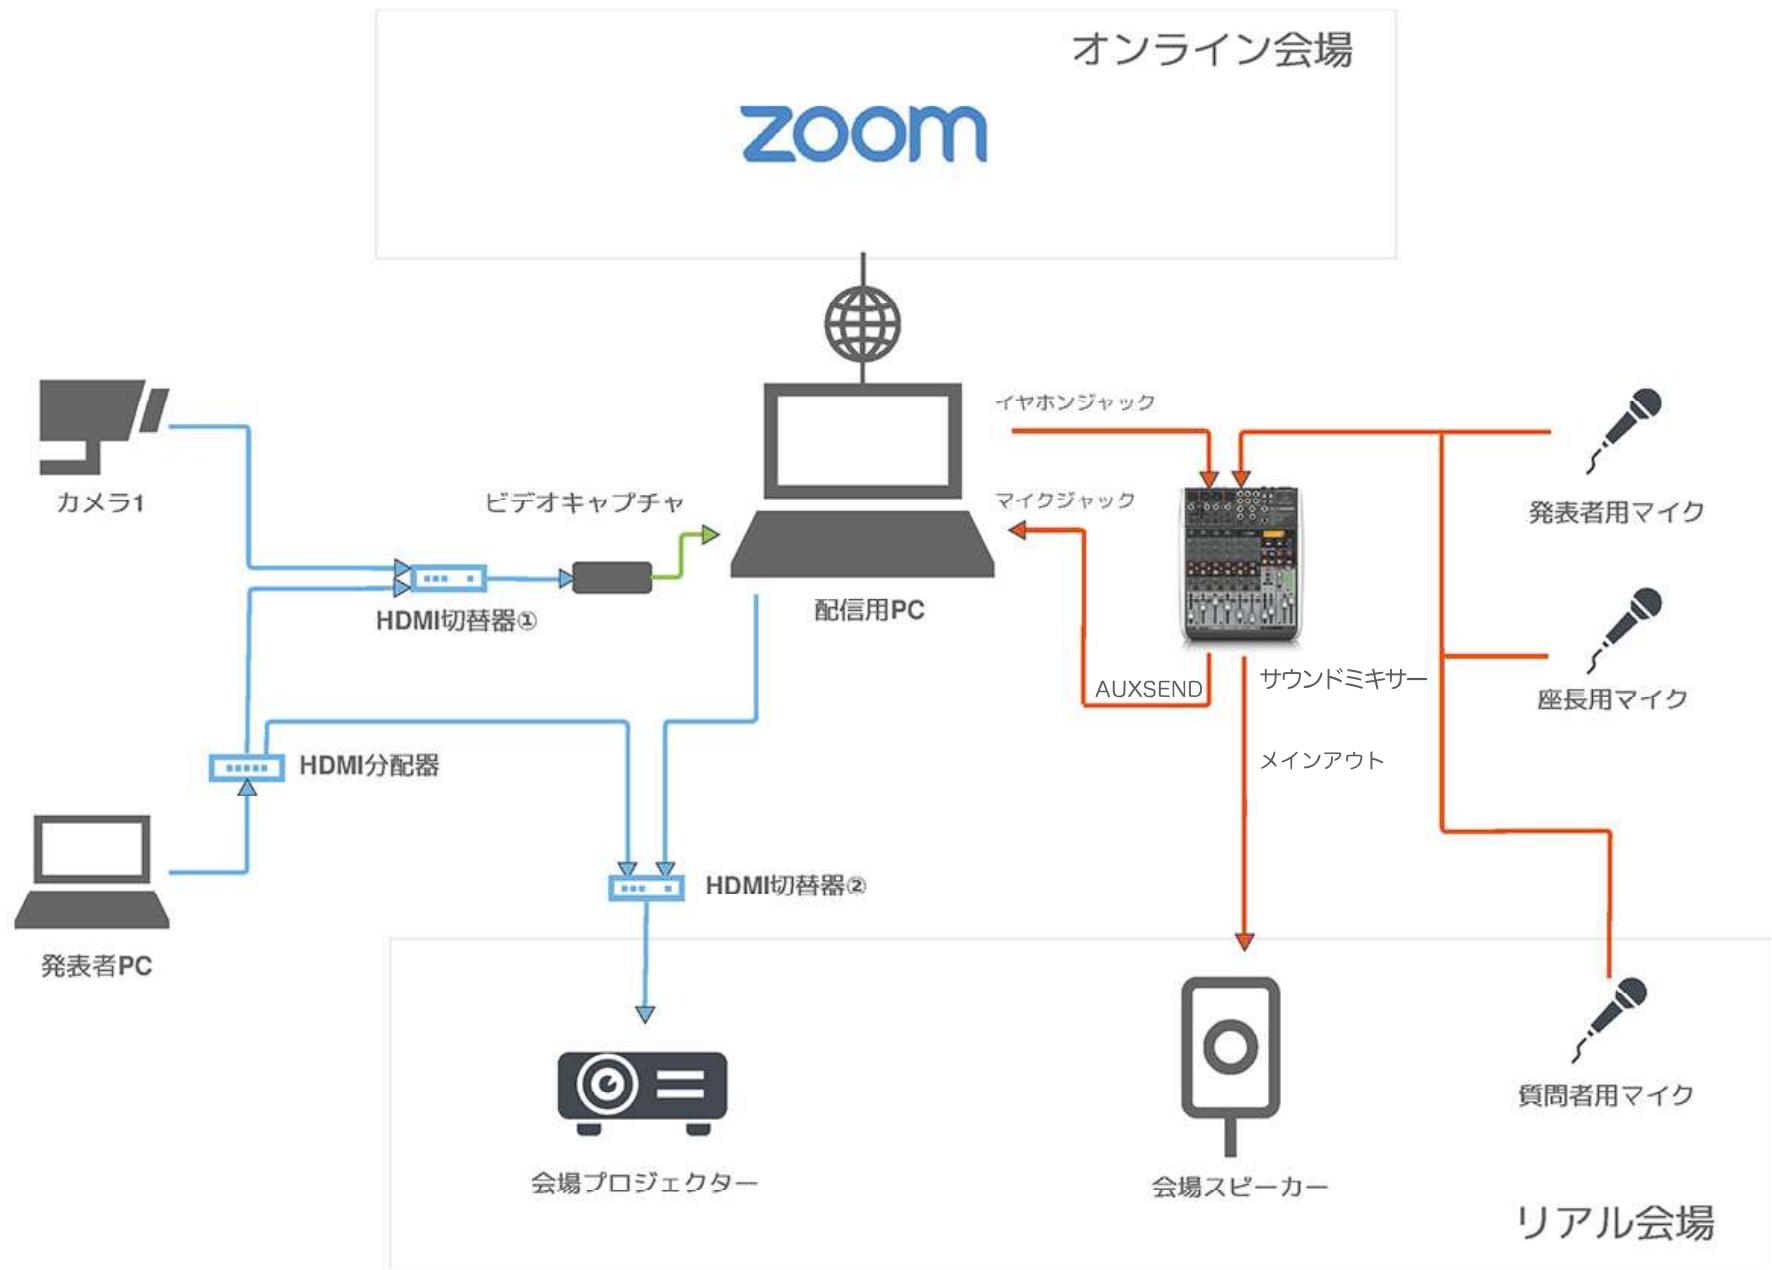 オンライン会場
zoom
イヤホンジャック
マイクジャック
カメラ1
ビデオキャプチャ
発表者用マイク
HDMI切替器①
配信用PC
AUXSEND
サウンドミキサー
座長用マイク
HDMI分配器
メインアウト
HDMI切替器②
発表者PC
質問者用マイク
会場プロジェクター
会場スピーカー
リアル会場